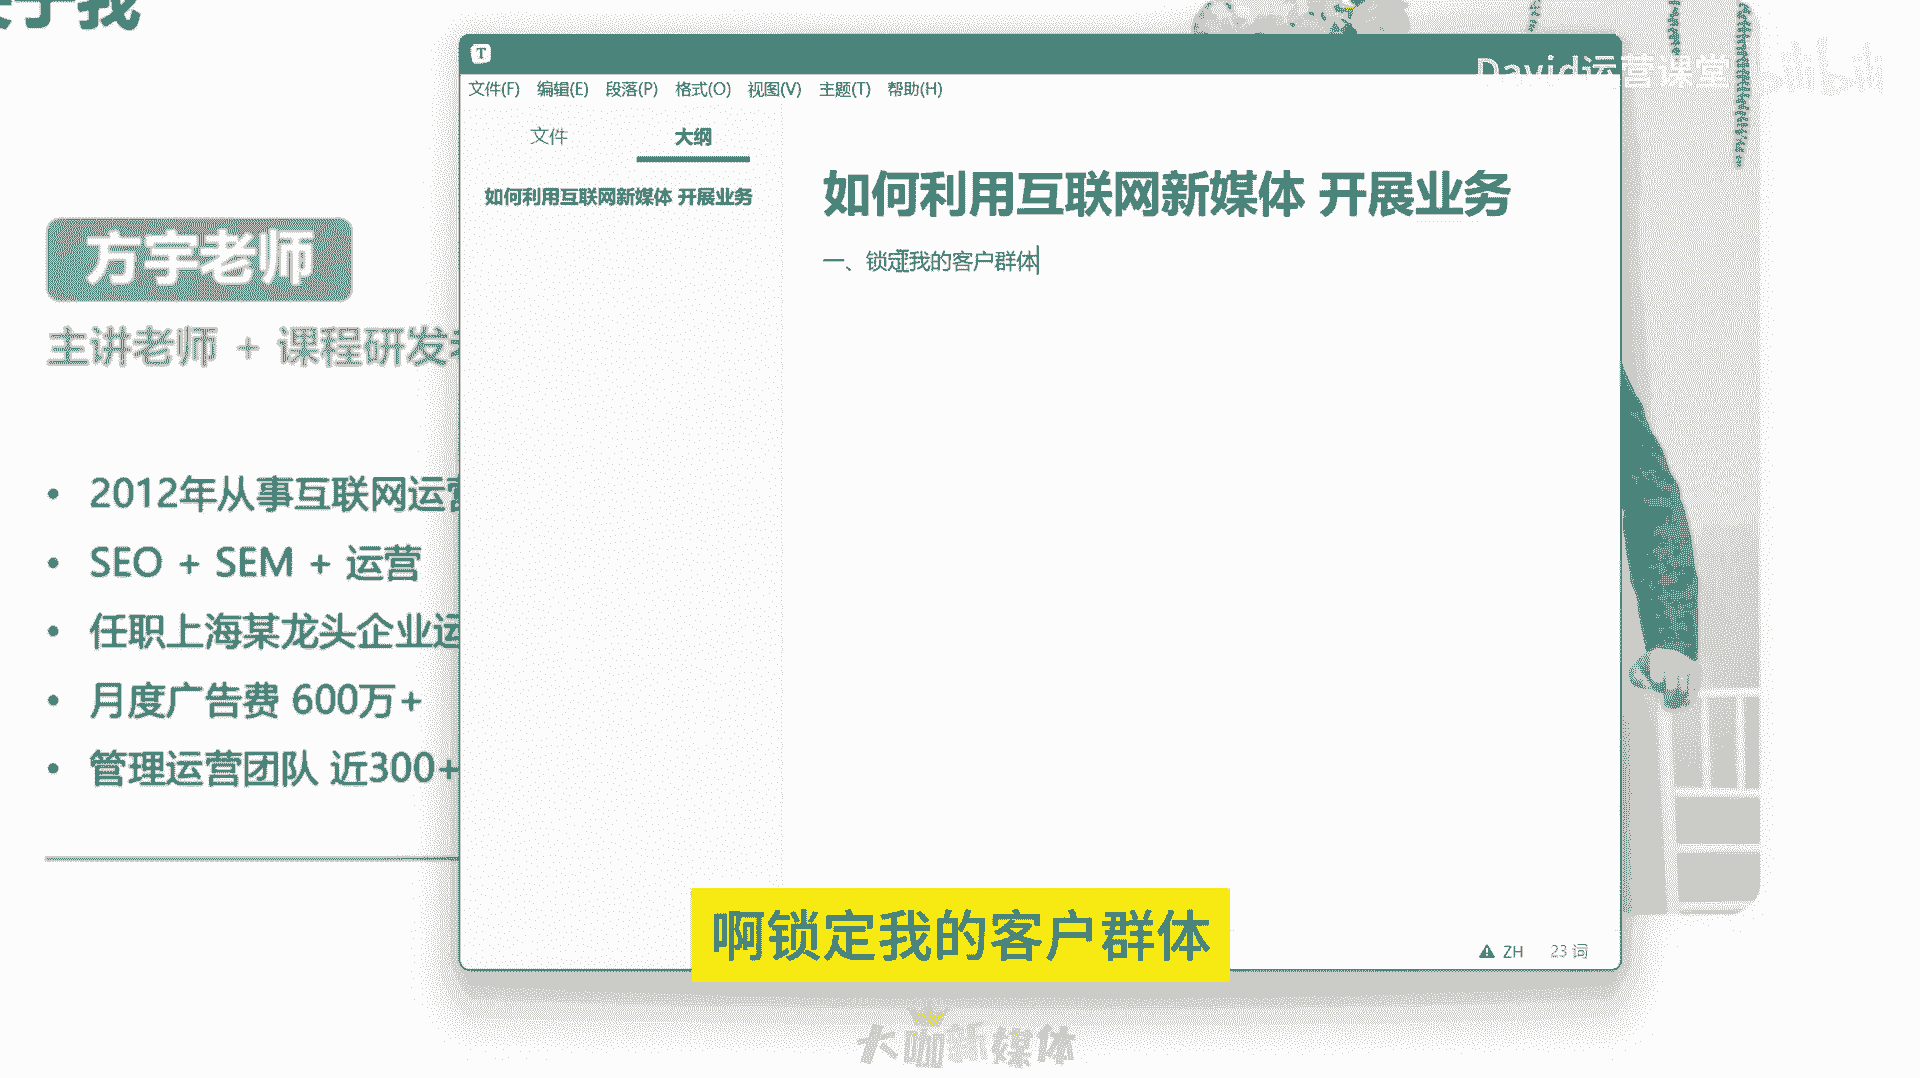 关于我
David运营课堂 bilibili
文件(F) 编辑(E) 段落(P) 格式(O) 视图(V) 主题(T) 帮助(H)
文件 大纲
如何利用互联网新媒体 开展业务
如何利用互联网新媒体 开展业务
一、锁定我的客户群体
方宇老师
主讲老师 + 课程研发
2012年从事互联网运营
SEO + SEM + 运营
任职上海某龙头企业运
月度广告费 600万+
管理运营团队 近300+
啊锁定我的客户群体
ZH 23 词
大咖新媒体